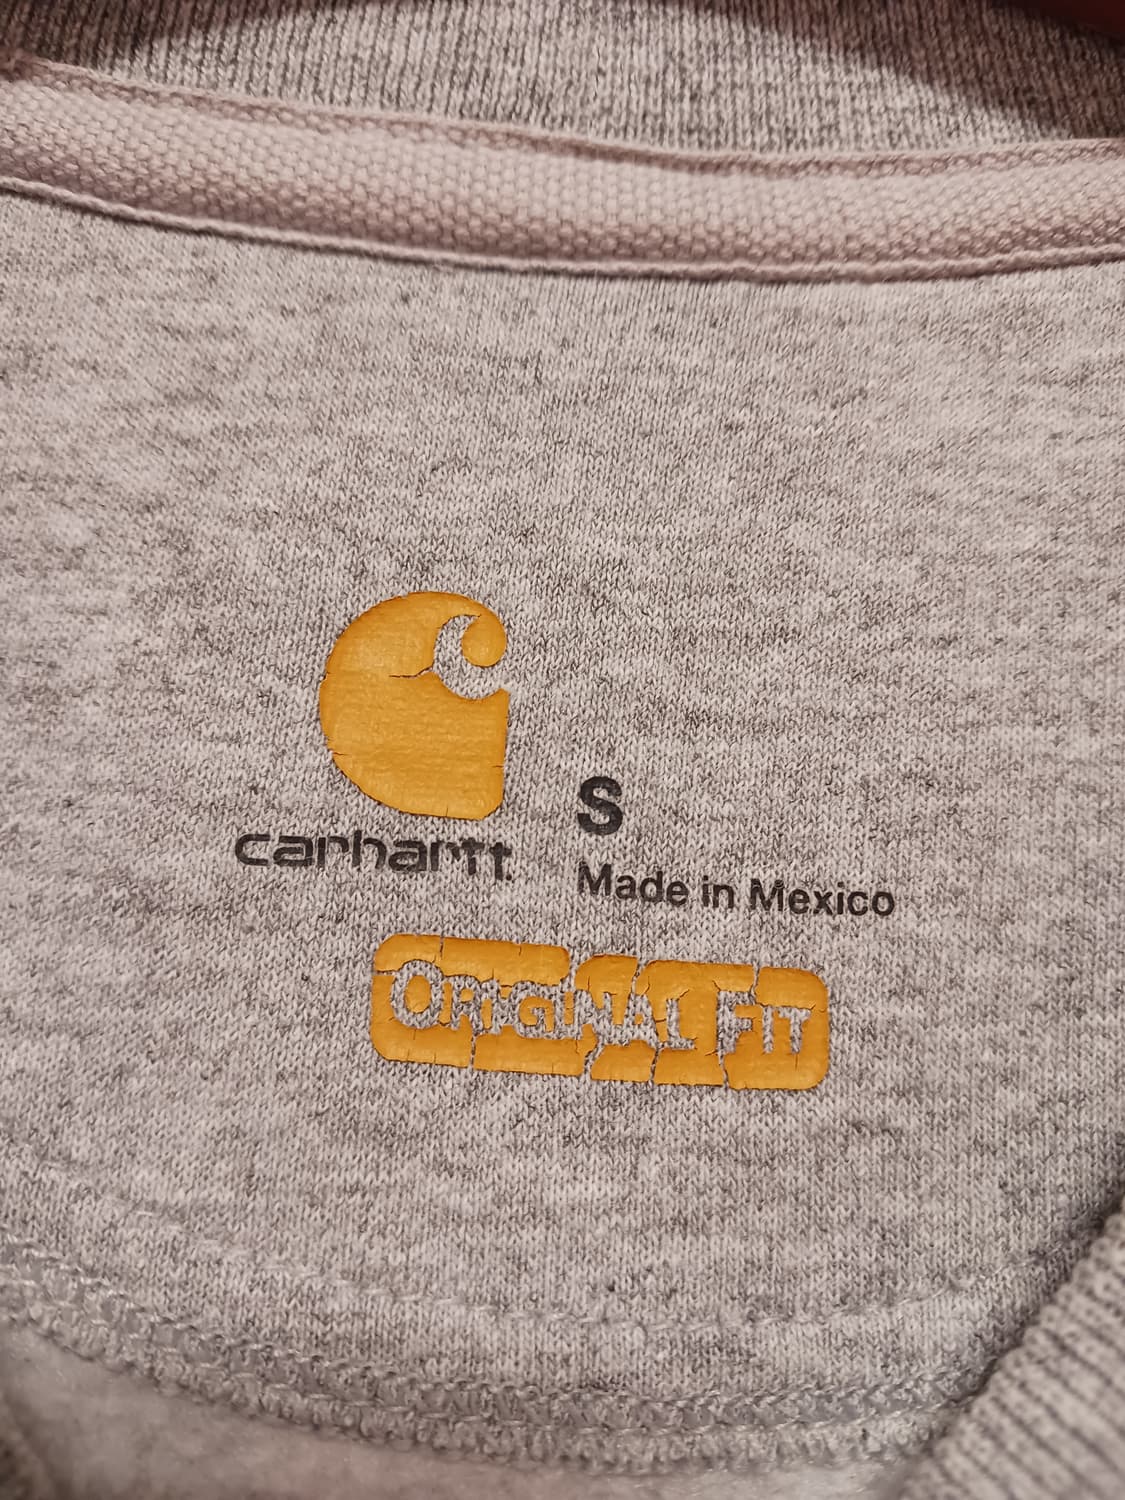 carhartt.
S
Made in Mexico
ORIGINAL FIT